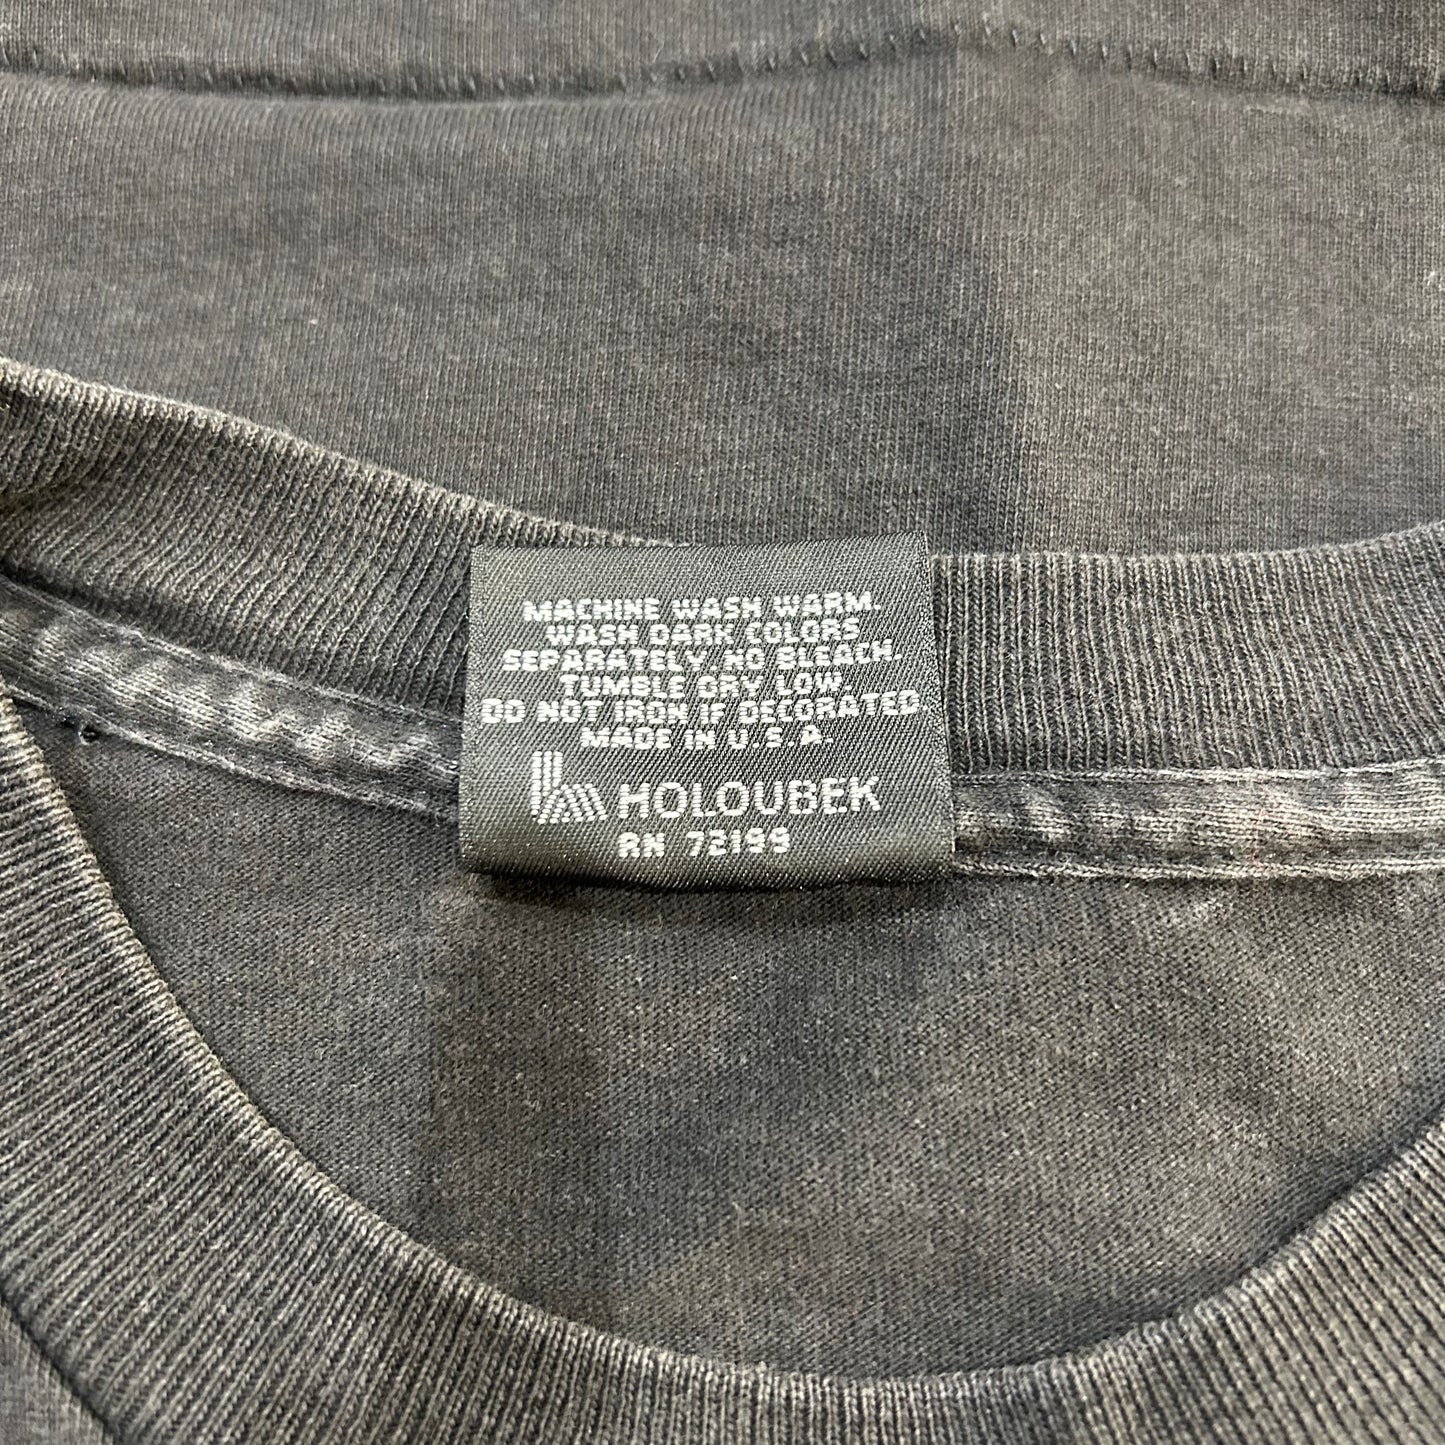 MACHINE WASH WARM.
WASH DARK COLORS
SEPARATELY, NO BLEACH.
TUMBLE DRY LOW.
DO NOT IRON IF DECORATED
MADE IN U.S.A.
HOLOUBEK
RN 72199